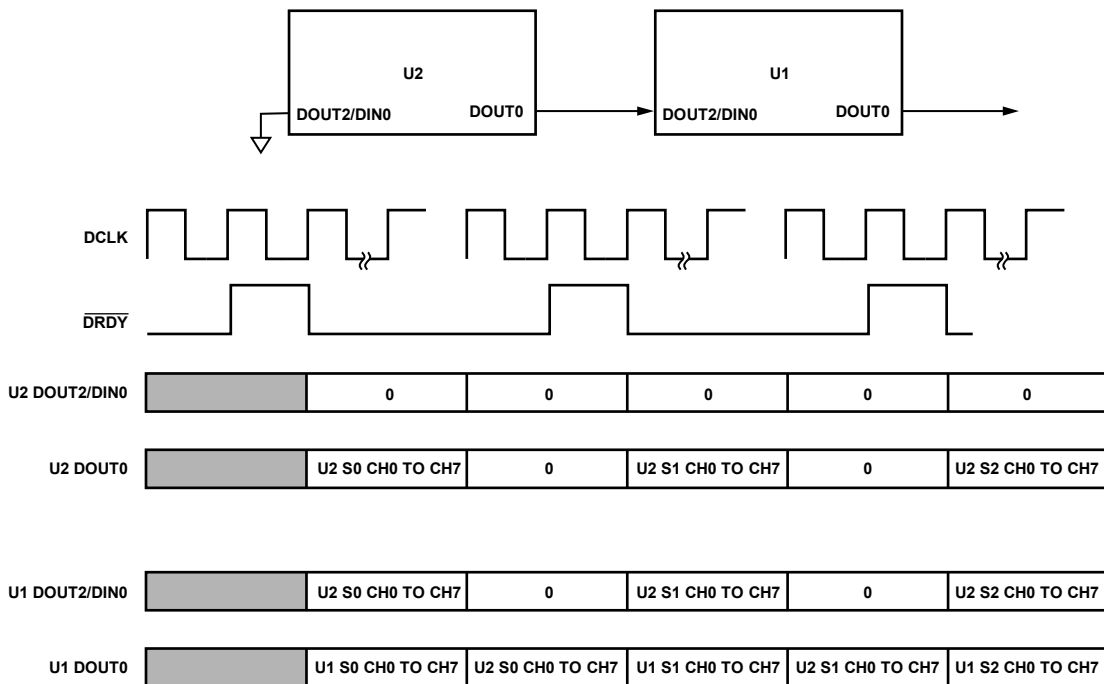 U2
U1
DOUT2/DIN0
DOUT0
DOUT2/DIN0
DOUT0
DCLK
DRDY
U2 DOUT2/DIN0
0
0
0
0
0
U2 DOUT0
U2 S0 CH0 TO CH7
0
U2 S1 CH0 TO CH7
0
U2 S2 CH0 TO CH7
U1 DOUT2/DIN0
U2 S0 CH0 TO CH7
0
U2 S1 CH0 TO CH7
0
U2 S2 CH0 TO CH7
U1 DOUT0
U1 S0 CH0 TO CH7
U2 S0 CH0 TO CH7
U1 S1 CH0 TO CH7
U2 S1 CH0 TO CH7
U1 S2 CH0 TO CH7